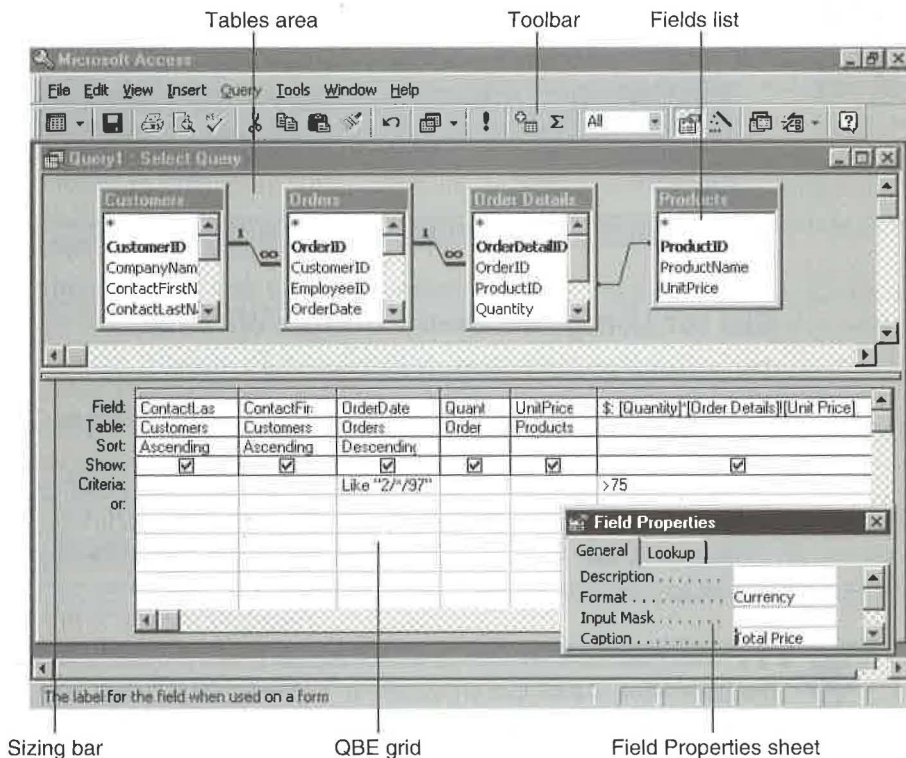 Tables area
Toolbar
Fields list
Microsoft Access
File Edit View Insert Query Tools Window Help
All
Query1 : Select Query
Customers
*
CustomerID
CompanyNam
ContactFirstN
ContactLastN
Orders
*
OrderID
CustomerID
EmployeeID
OrderDate
Order Details
*
OrderDetailID
OrderID
ProductID
Quantity
Products
*
ProductID
ProductName
UnitPrice
1 ∞ 1 ∞
Field: ContactLas ContactFir OrderDate Quant UnitPrice $: [Quantity]*[Order Details]![Unit Price]
Table: Customers Customers Orders Order Products
Sort: Ascending Ascending Descending
Show:
Criteria: Like "2/*/97" >75
or:
Field Properties
General Lookup
Description . . . . . . .
Format . . . . . . . . . . Currency
Input Mask . . . . . . .
Caption . . . . . . . . . Total Price
The label for the field when used on a form
Sizing bar
QBE grid
Field Properties sheet